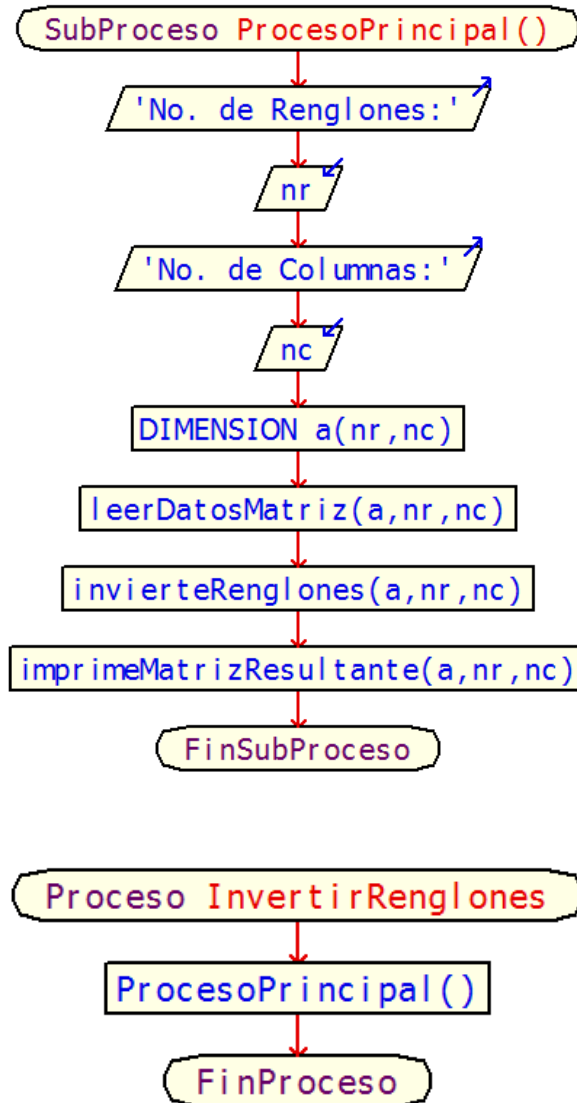 SubProceso ProcesoPrincipal()
'No. de Renglones:'
nr
'No. de Columnas:'
nc
DIMENSION a(nr,nc)
leerDatosMatriz(a,nr,nc)
invierteRenglones(a,nr,nc)
imprimeMatrizResultante(a,nr,nc)
FinSubProceso
Proceso InvertirRenglones
ProcesoPrincipal()
FinProceso